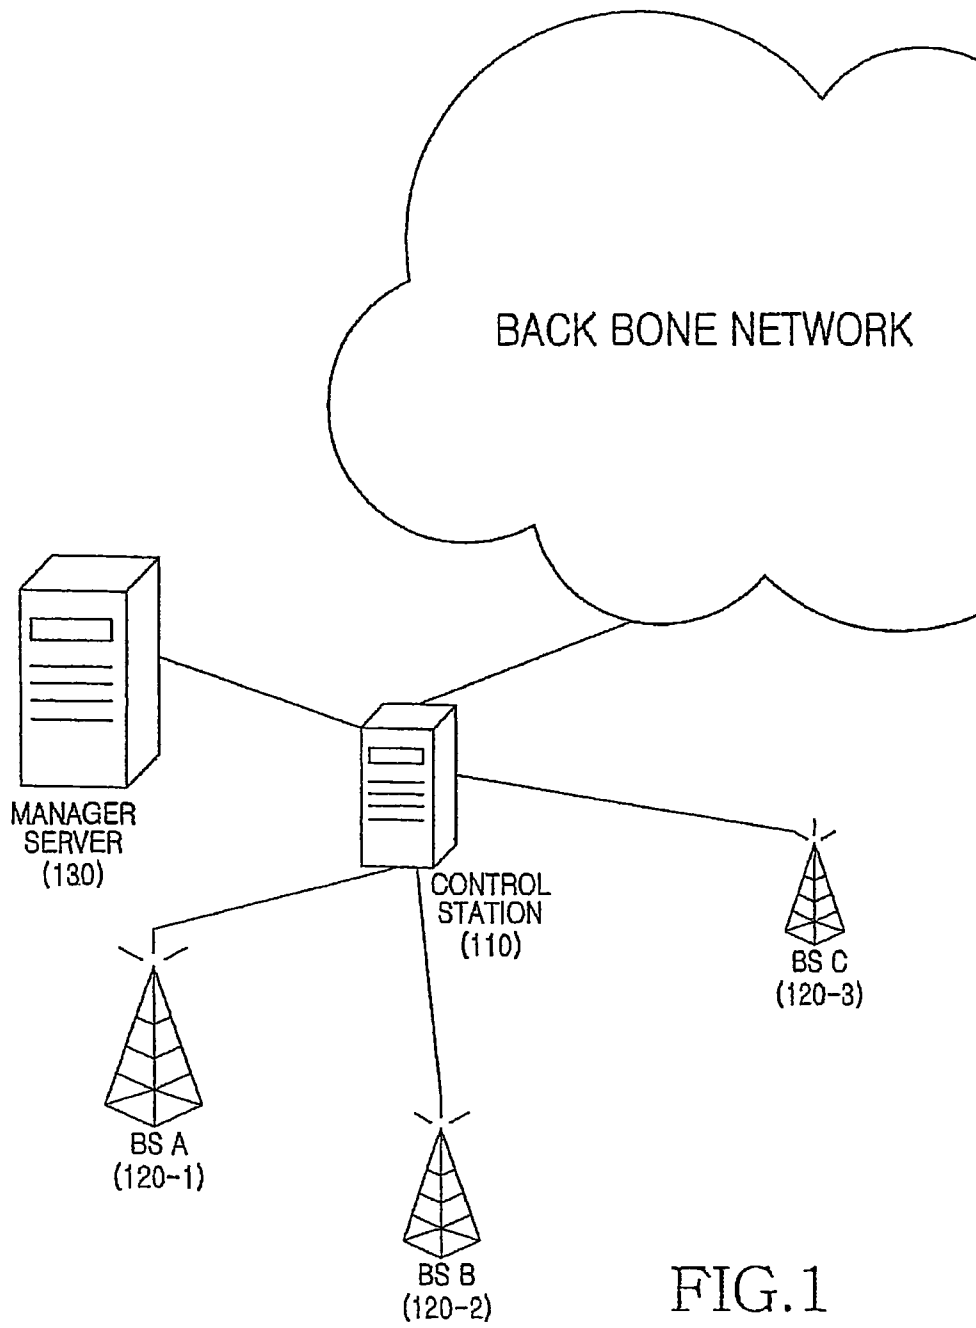 BACK BONE NETWORK
MANAGER
SERVER
(130)
CONTROL
STATION
(110)
BS C
(120-3)
BS A
(120-1)
BS B
(120-2)
FIG.1